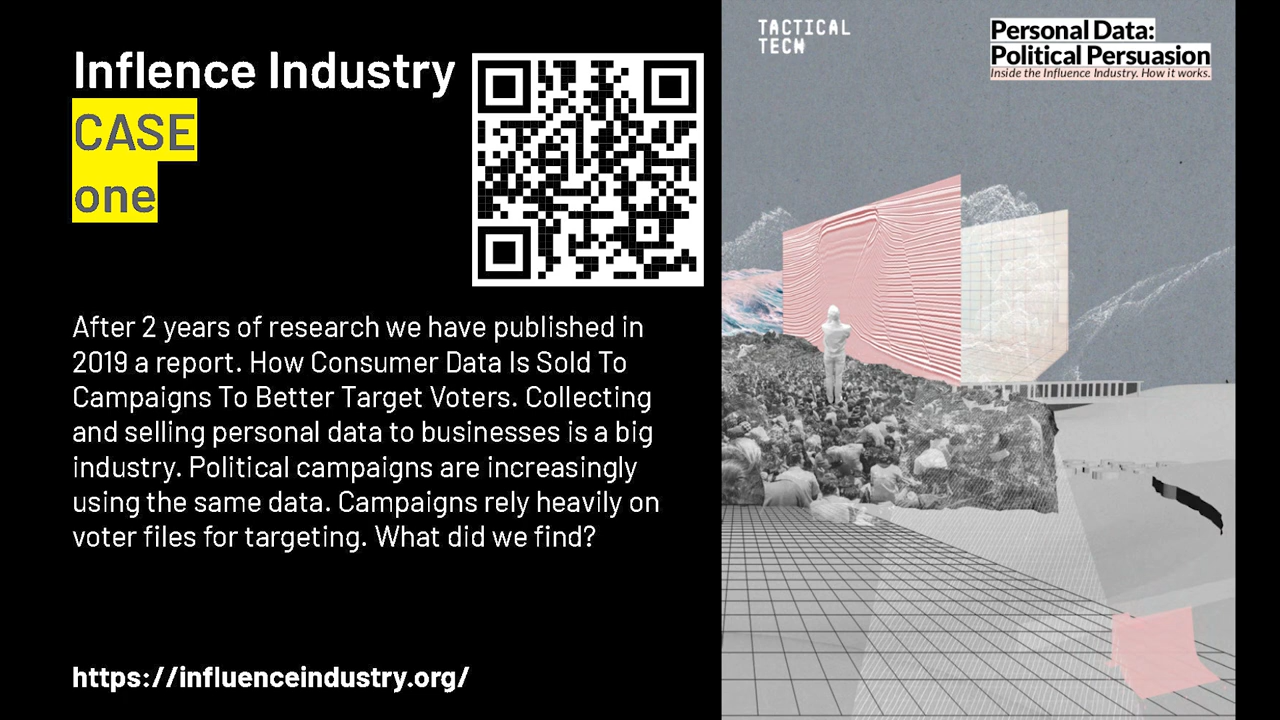 Inflence Industry
CASE
one
After 2 years of research we have published in
2019 a report. How Consumer Data Is Sold To
Campaigns To Better Target Voters. Collecting
and selling personal data to businesses is a big
industry. Political campaigns are increasingly
using the same data. Campaigns rely heavily on
voter files for targeting. What did we find?
https://influenceindustry.org/
TACTICAL
TECH
Personal Data:
Political Persuasion
Inside the Influence Industry. How it works.